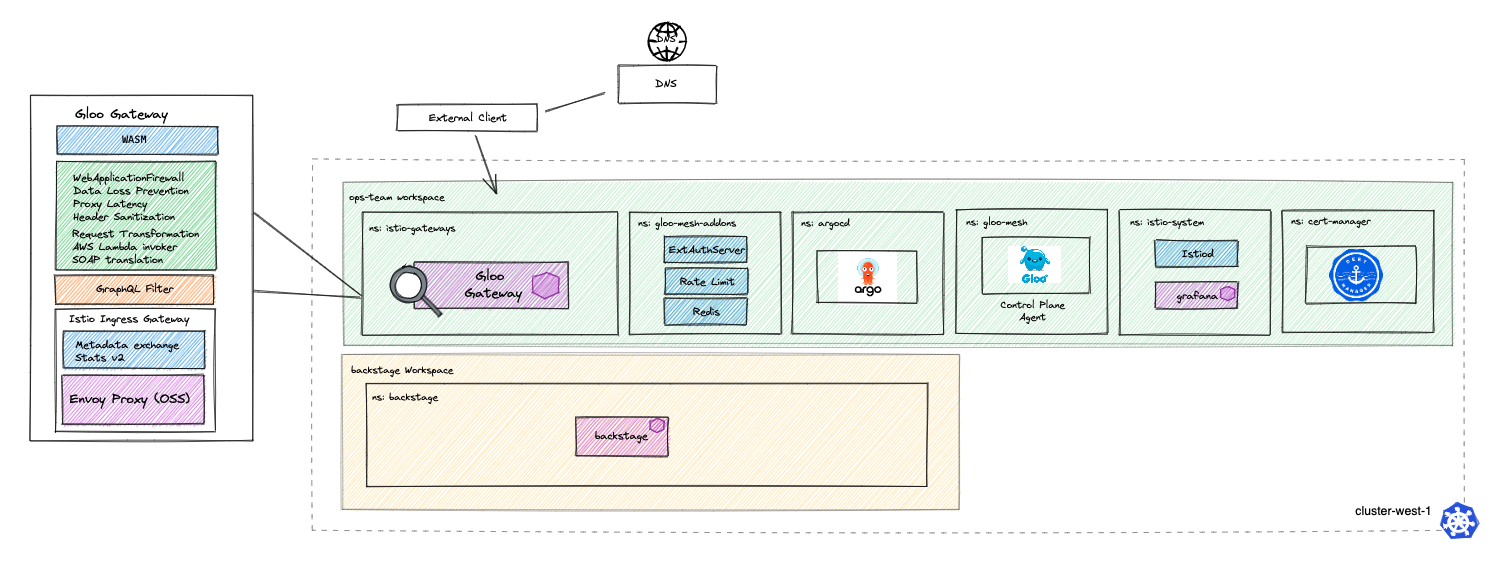 DNS
DNS
External Client
Gloo Gateway
WASM
WebApplicationFirewall
Data Loss Prevention
Proxy Latency
Header Sanitization
Request Transformation
AWS Lambda invoker
SOAP translation
GraphQL Filter
Istio Ingress Gateway
Metadata exchange
Stats v2
Envoy Proxy (OSS)
ops-team workspace
ns: istio-gateways
Gloo
Gateway
ns: gloo-mesh-addons
ExtAuthServer
Rate Limit
Redis
ns: argocd
argo
ns: gloo-mesh
Gloo
Control Plane
Agent
ns: istio-system
Istiod
grafana
ns: cert-manager
CERT
MANAGER
backstage Workspace
ns: backstage
backstage
cluster-west-1